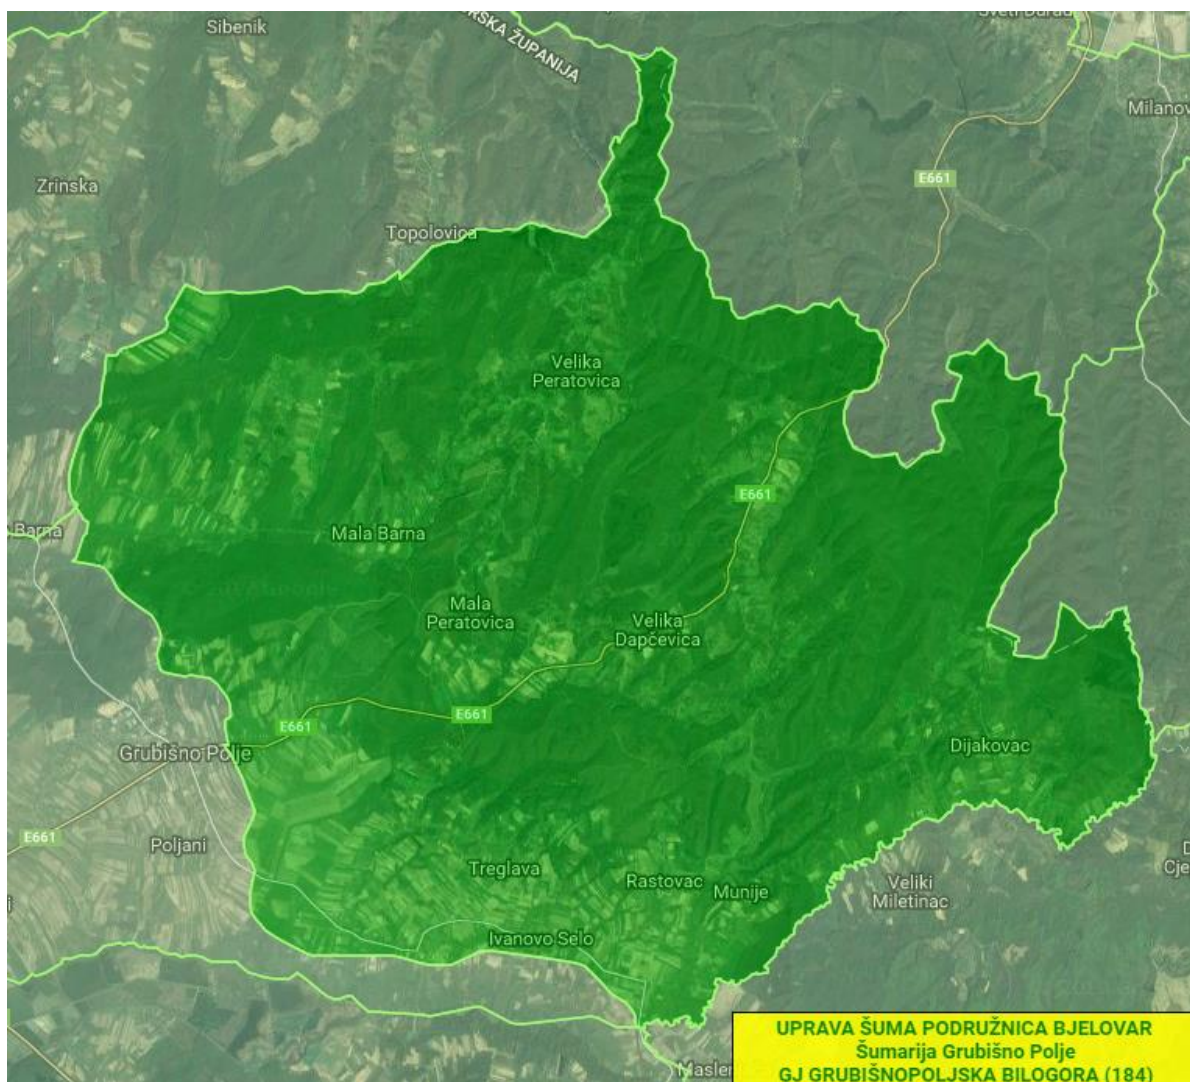 Sibenik
RSKA ŽUPANIJA
Milanov
Zrinska
E661
Topolovica
Velika
Peratovica
E661
Barna
Mala Barna
Mala
Peratovica
Velika
Dapčevica
E661
E661
Grubišno Polje
Dijakovac
E661
Poljani
Treglava
Rastovac
Munije
Veliki
Miletinac
Cje
Ivanovo Selo
UPRAVA ŠUMA PODRUŽNICA BJELOVAR
Šumarija Grubišno Polje
GJ GRUBIŠNOPOLJSKA BILOGORA (184)